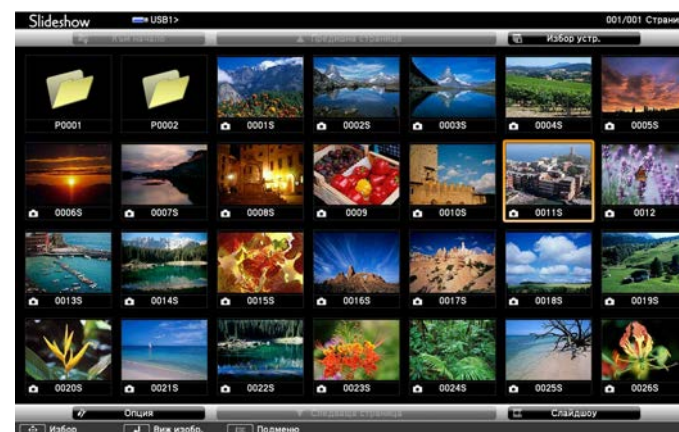 Slideshow USB1> 001/001 Страни
Към начало Предишна страница Избор устр.
P0001 P0002 0001S 0002S 0003S 0004S 0005S
0006S 0007S 0008S 0009 0010S 0011S 0012
0013S 0014S 0015S 0016S 0017S 0018S 0019S
0020S 0021S 0022S 0023S 0024S 0025S 0026S
Опция Следваща страница Слайдшоу
Избор Виж изобр. Подменю